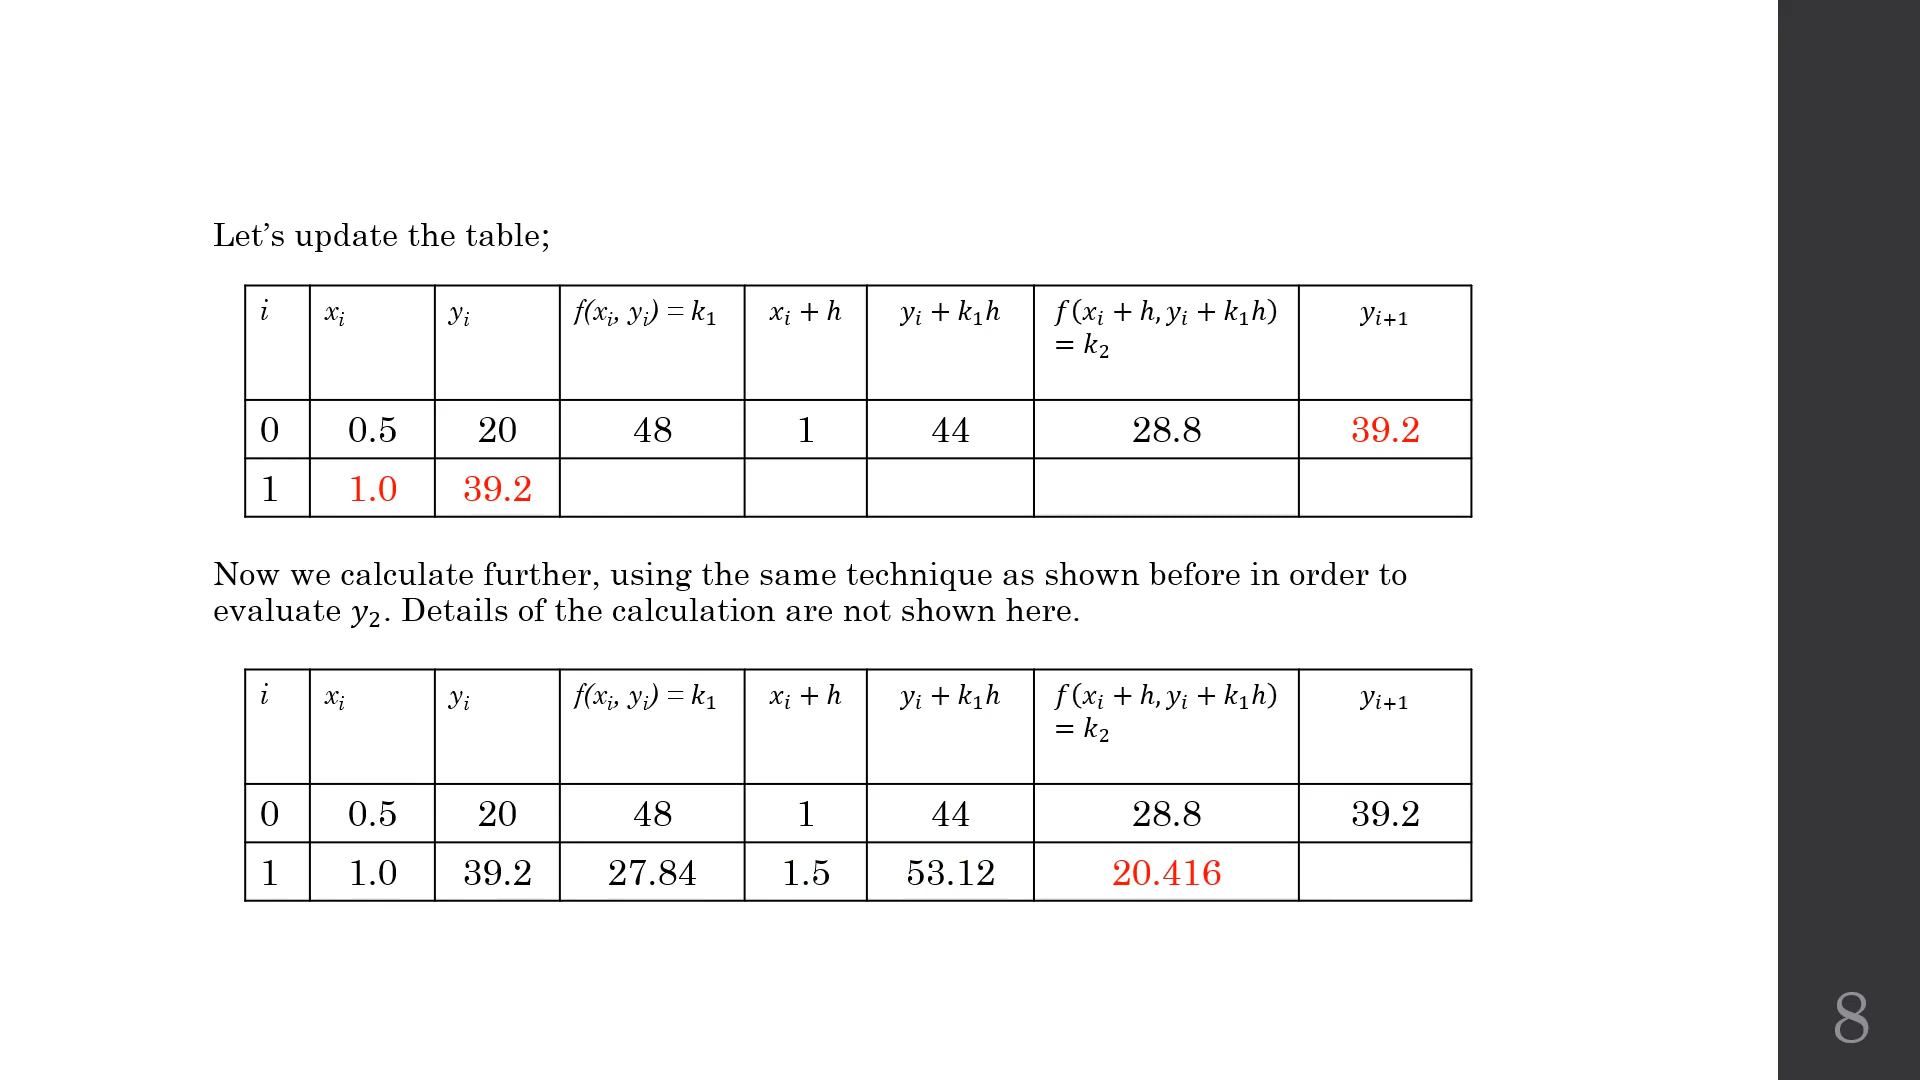 Let’s update the table;
i xᵢ yᵢ f(xᵢ, yᵢ) = k₁ xᵢ + h yᵢ + k₁h f(xᵢ + h, yᵢ + k₁h) yᵢ₊₁
= k₂
0 0.5 20 48 1 44 28.8 39.2
1 1.0 39.2
Now we calculate further, using the same technique as shown before in order to
evaluate y₂. Details of the calculation are not shown here.
i xᵢ yᵢ f(xᵢ, yᵢ) = k₁ xᵢ + h yᵢ + k₁h f(xᵢ + h, yᵢ + k₁h) yᵢ₊₁
= k₂
0 0.5 20 48 1 44 28.8 39.2
1 1.0 39.2 27.84 1.5 53.12 20.416
8